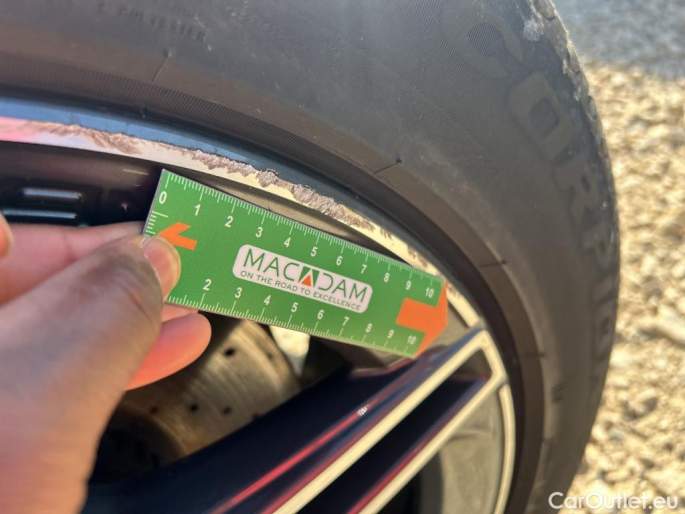 SCORPION
0 1 2 3 4 5 6 7 8 9 10
MACADAM
ON THE ROAD TO EXCELLENCE
2 3 4 5 6 7 8 9 10
CarOutlet.eu